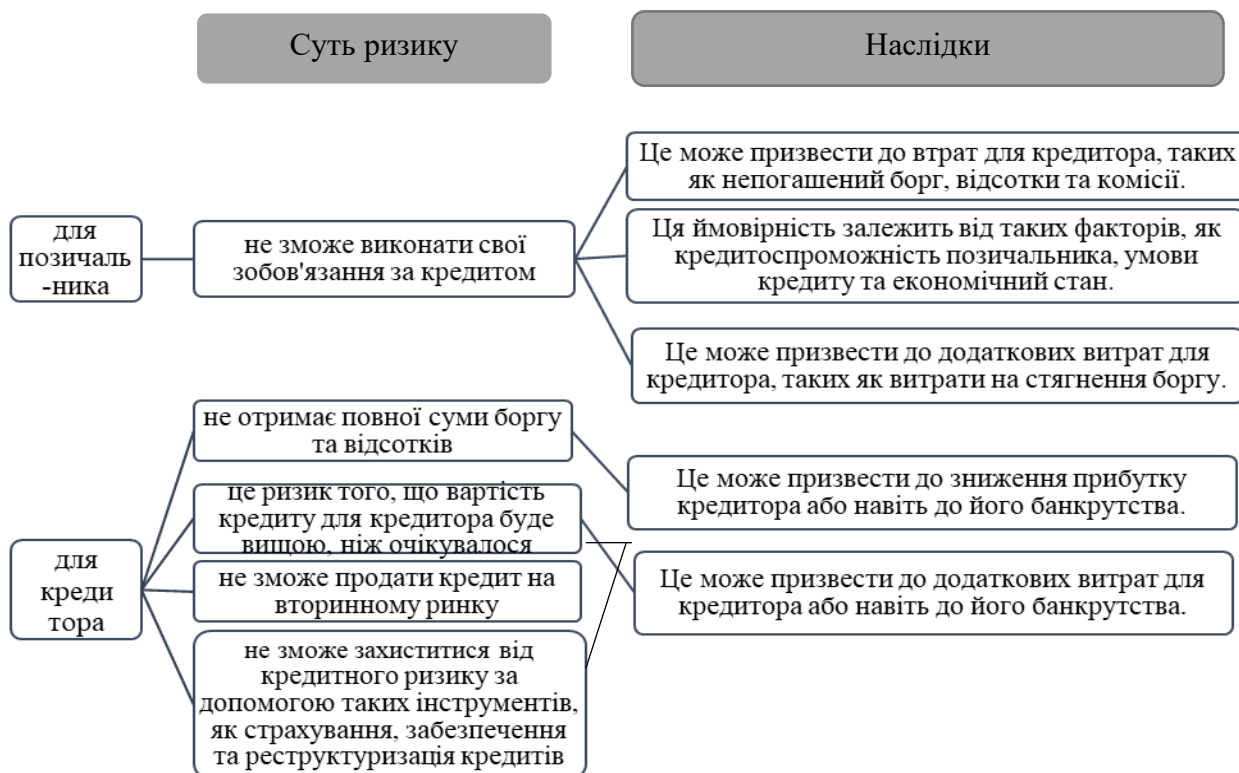 Суть ризику
Наслідки
для
позичаль
-ника
не зможе виконати свої
зобов'язання за кредитом
Це може призвести до втрат для кредитора, таких
як непогашений борг, відсотки та комісії.
Ця ймовірність залежить від таких факторів, як
кредитоспроможність позичальника, умови
кредиту та економічний стан.
Це може призвести до додаткових витрат для
кредитора, таких як витрати на стягнення боргу.
для
креди
тора
не отримає повної суми боргу
та відсотків
це ризик того, що вартість
кредиту для кредитора буде
вищою, ніж очікувалося
не зможе продати кредит на
вторинному ринку
не зможе захиститися від
кредитного ризику за
допомогою таких інструментів,
як страхування, забезпечення
та реструктуризація кредитів
Це може призвести до зниження прибутку
кредитора або навіть до його банкрутства.
Це може призвести до додаткових витрат для
кредитора або навіть до його банкрутства.